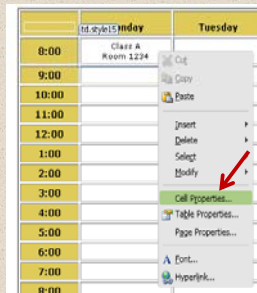 td.style15 nday Tuesday
8:00 Class A
Room 1234
Cut
9:00
Copy
10:00 Paste
11:00
Insert
12:00 Delete
1:00 Select
2:00 Modify
3:00 Cell Properties...
4:00 Table Properties...
5:00 Page Properties...
6:00
Font...
7:00 Hyperlink...
8:00